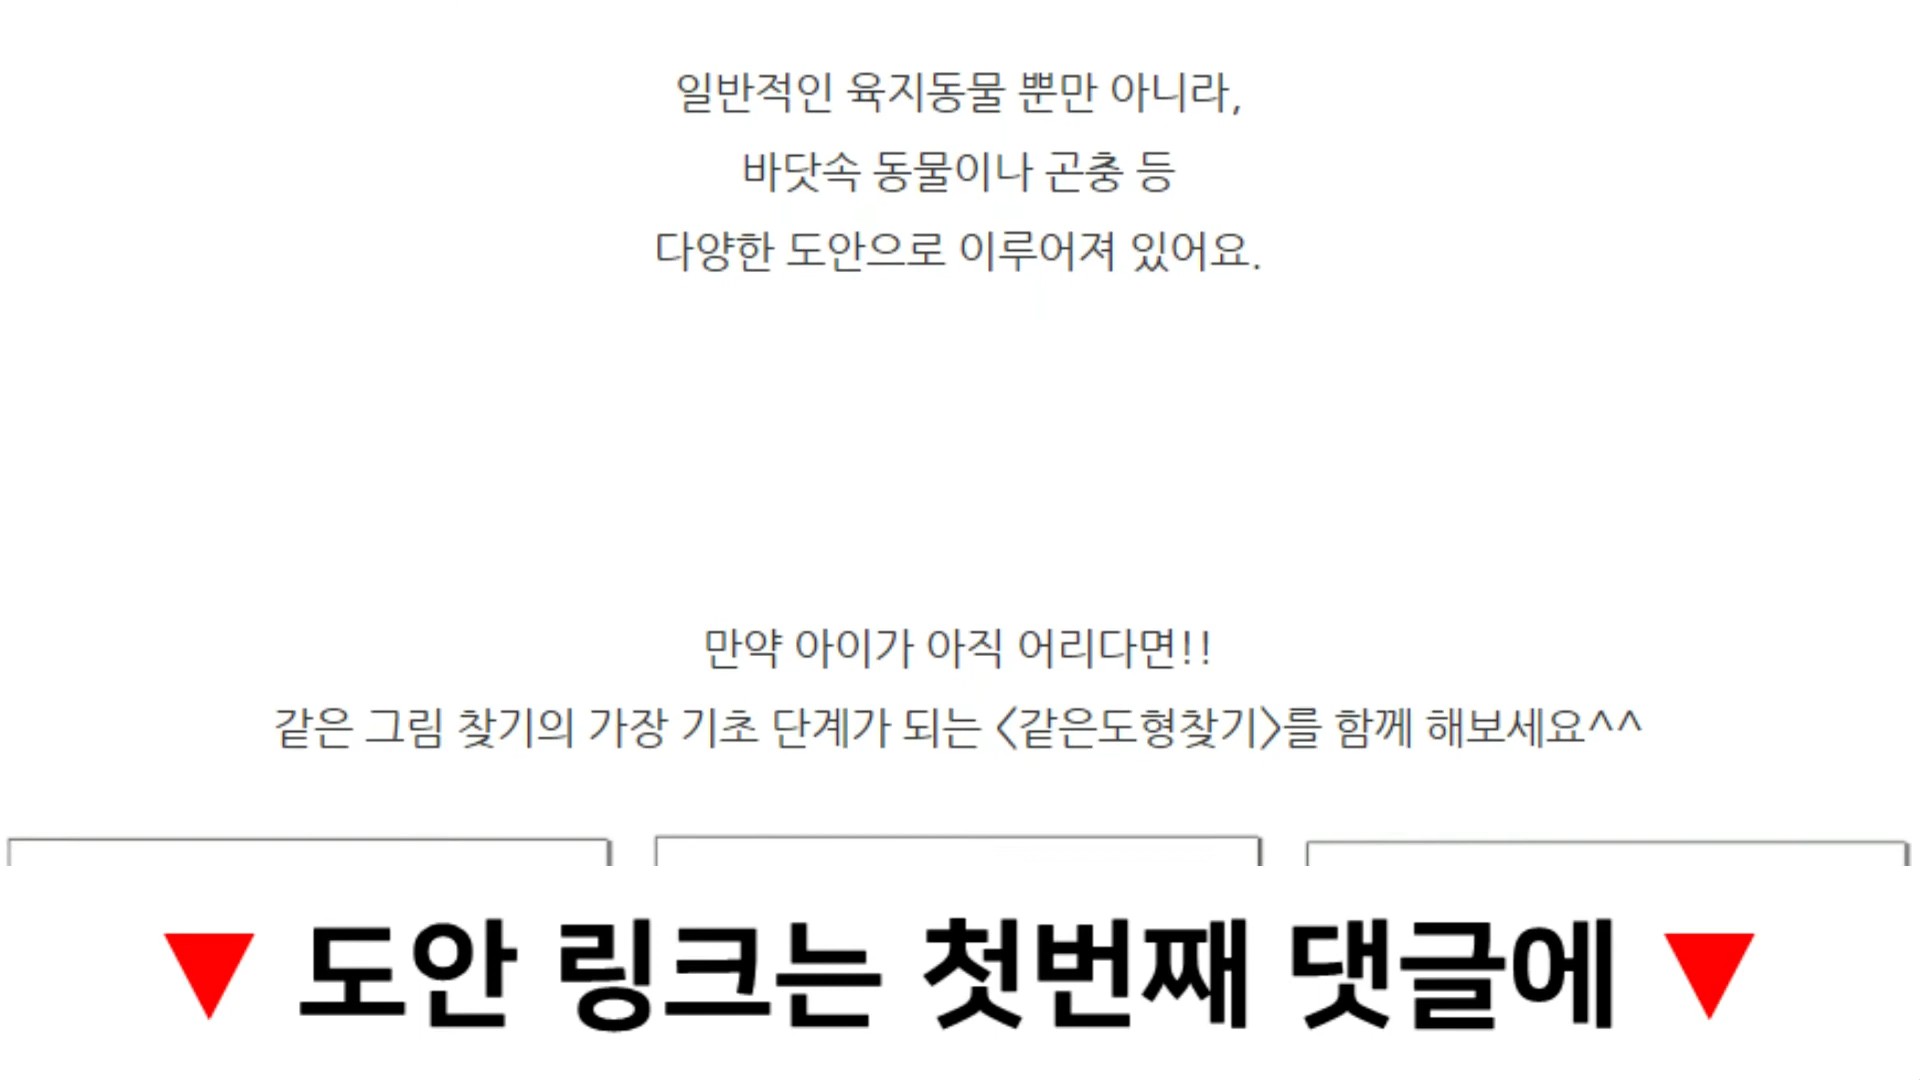 일반적인 육지동물 뿐만 아니라,
바닷속 동물이나 곤충 등
다양한 도안으로 이루어져 있어요.
만약 아이가 아직 어리다면!!
같은 그림 찾기의 가장 기초 단계가 되는 <같은도형찾기>를 함께 해보세요^^
▼ 도안 링크는 첫번째 댓글에 ▼